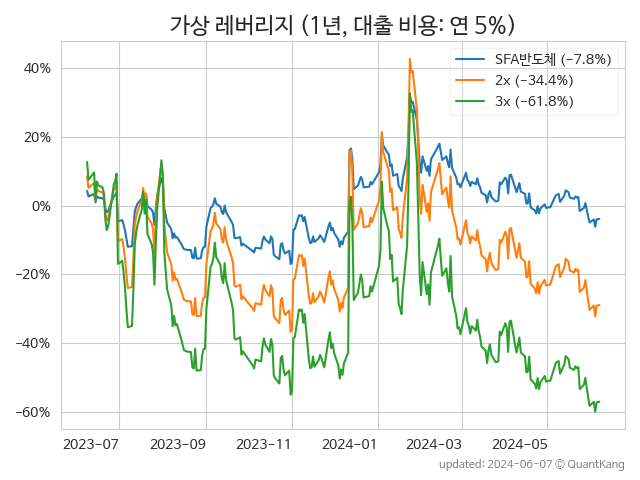 가상 레버리지 (1년, 대출 비용: 연 5%)
SFA반도체 (−7.8%)
2x (−34.4%)
3x (−61.8%)
40%
20%
0%
−20%
−40%
−60%
2023-07
2023-09
2023-11
2024-01
2024-03
2024-05
updated: 2024-06-07 © QuantKang